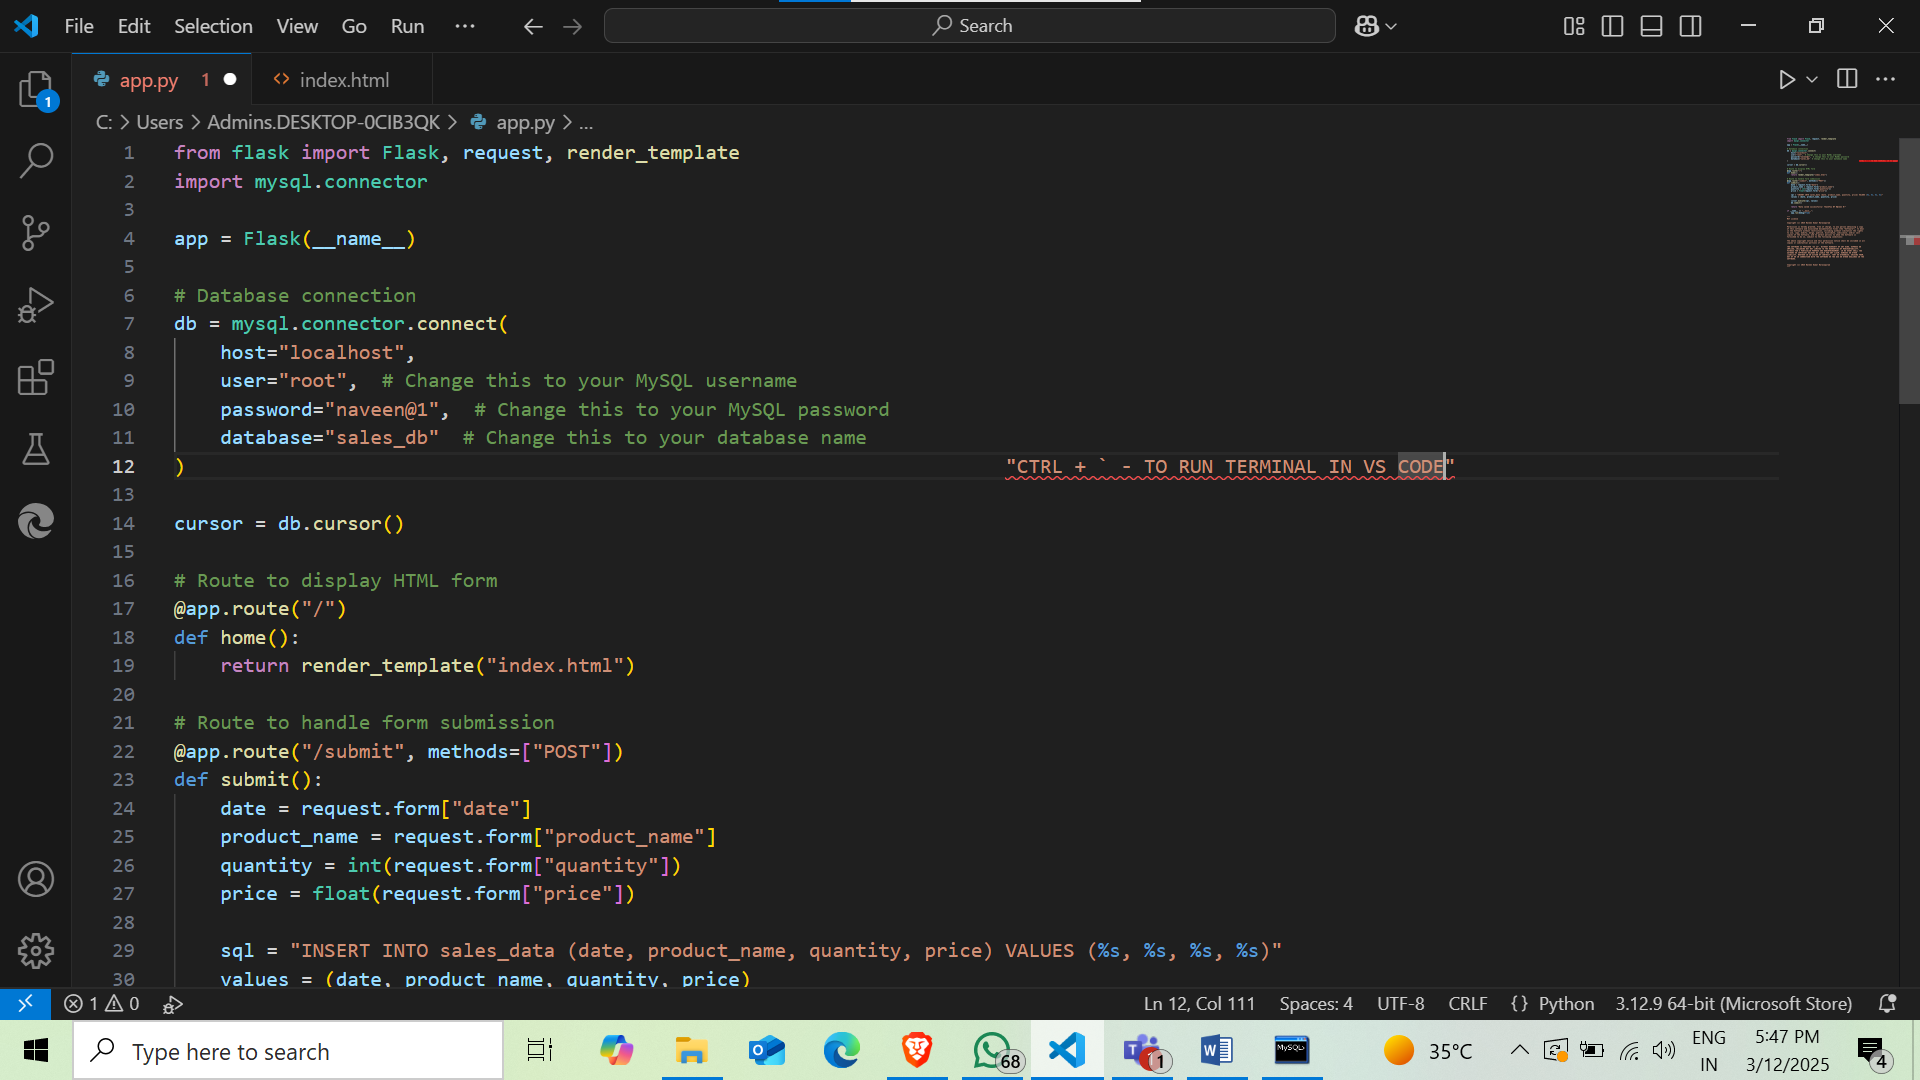 File Edit Selection View Go Run ··· Search
app.py 1 index.html
1
C: > Users > Admins.DESKTOP-0CIB3QK > app.py > ...
1 from flask import Flask, request, render_template
2 import mysql.connector
3
4 app = Flask(__name__)
5
6 # Database connection
7 db = mysql.connector.connect(
8 host="localhost",
9 user="root",  # Change this to your MySQL username
10 password="naveen@1",  # Change this to your MySQL password
11 database="sales_db"  # Change this to your database name
12 ) "CTRL + ` - TO RUN TERMINAL IN VS CODE"
13
14 cursor = db.cursor()
15
16 # Route to display HTML form
17 @app.route("/")
18 def home():
19 return render_template("index.html")
20
21 # Route to handle form submission
22 @app.route("/submit", methods=["POST"])
23 def submit():
24 date = request.form["date"]
25 product_name = request.form["product_name"]
26 quantity = int(request.form["quantity"])
27 price = float(request.form["price"])
28
29 sql = "INSERT INTO sales_data (date, product_name, quantity, price) VALUES (%s, %s, %s, %s)"
30 values = (date, product_name, quantity, price)
1 0 Ln 12, Col 111 Spaces: 4 UTF-8 CRLF {} Python 3.12.9 64-bit (Microsoft Store)
Type here to search 68 1 MySQL 35°C ENG IN 5:47 PM 3/12/2025 4